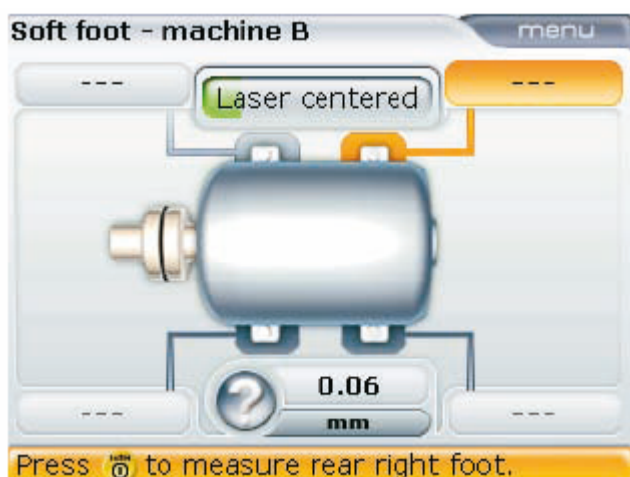 Soft foot - machine B
menu
---
Laser centered
---
0.06
mm
---
?
---
Press to measure rear right foot.